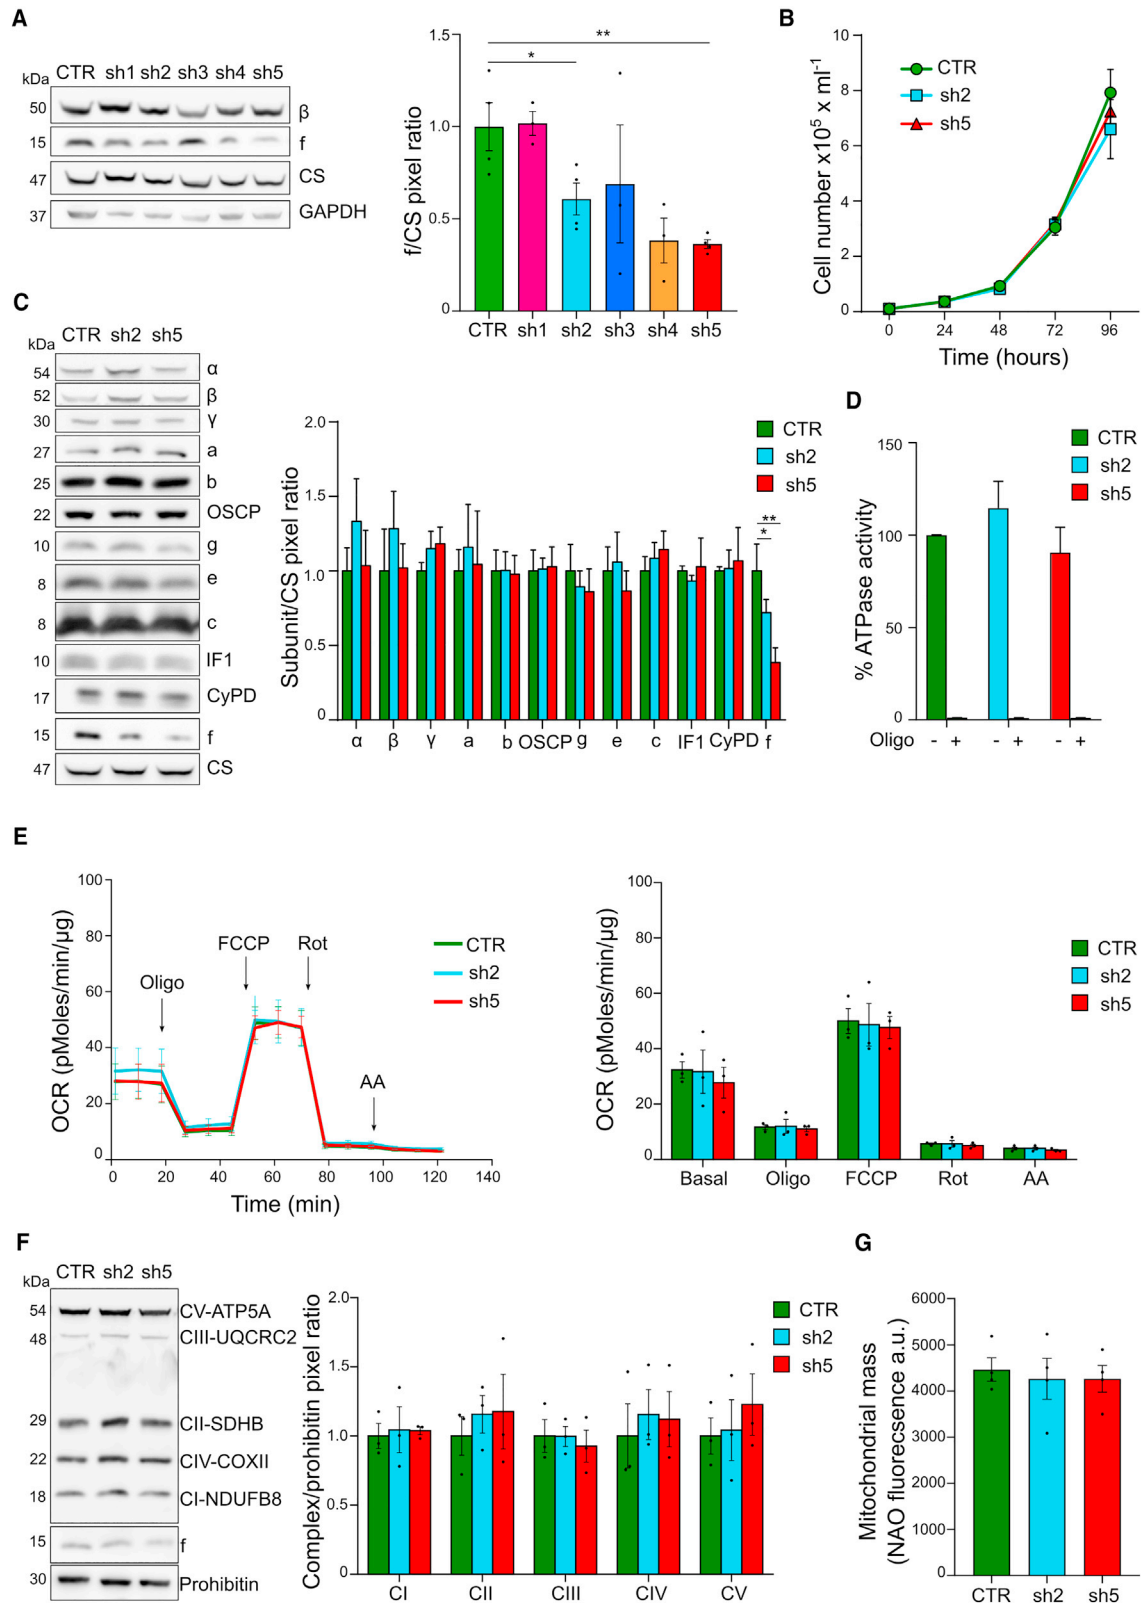 A
kDa CTR sh1 sh2 sh3 sh4 sh5
50 β
15 f
47 CS
37 GAPDH
f/CS pixel ratio
1.5
1.0
0.5
0
**
*
CTR sh1 sh2 sh3 sh4 sh5
B
Cell number x10⁵ x ml⁻¹
10
8
6
4
2
0
CTR
sh2
sh5
0 24 48 72 96
Time (hours)
C
kDa CTR sh2 sh5
54 α
52 β
30 γ
27 a
25 b
22 OSCP
10 g
8 e
8 c
10 IF1
17 CyPD
15 f
47 CS
Subunit/CS pixel ratio
2.0
1.5
1.0
0.5
0
CTR
sh2
sh5
**
*
α β γ a b OSCP g e c IF1 CyPD f
D
% ATPase activity
150
100
50
0
CTR
sh2
sh5
Oligo - + - + - +
E
OCR (pMoles/min/μg)
100
80
60
40
20
0
Oligo
FCCP
Rot
AA
CTR
sh2
sh5
0 20 40 60 80 100 120 140
Time (min)
OCR (pMoles/min/μg)
100
80
60
40
20
0
CTR
sh2
sh5
Basal Oligo FCCP Rot AA
F
kDa CTR sh2 sh5
54 CV-ATP5A
48 CIII-UQCRC2
29 CII-SDHB
22 CIV-COXII
18 CI-NDUFB8
15 f
30 Prohibitin
Complex/prohibitin pixel ratio
2.0
1.5
1.0
0.5
0
CTR
sh2
sh5
CI CII CIII CIV CV
G
Mitochondrial mass
(NAO fluorecsence a.u.)
6000
5000
4000
3000
2000
1000
0
CTR sh2 sh5